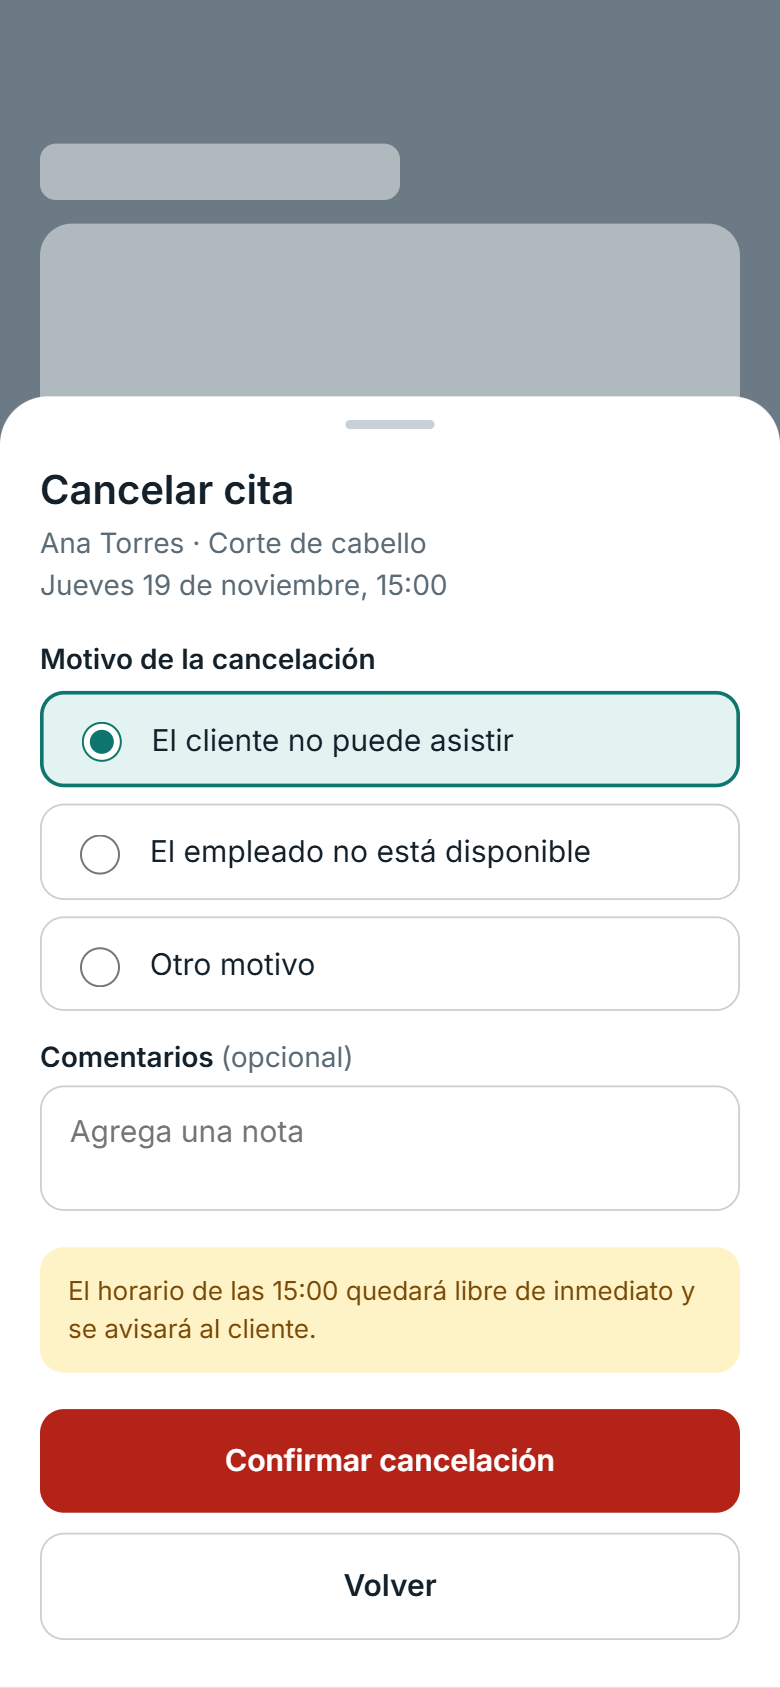 Cancelar cita
Ana Torres · Corte de cabello
Jueves 19 de noviembre, 15:00
Motivo de la cancelación
El cliente no puede asistir
El empleado no está disponible
Otro motivo
Comentarios (opcional)
Agrega una nota
El horario de las 15:00 quedará libre de inmediato y
se avisará al cliente.
Confirmar cancelación
Volver